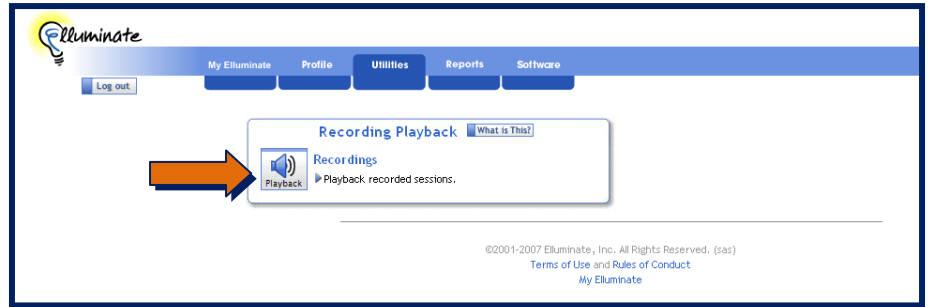 Elluminate
My Elluminate Profile Utilities Reports Software
Log out
Recording Playback What is This?
Recordings
Playback Playback recorded sessions.
©2001-2007 Elluminate, Inc. All Rights Reserved. (sas)
Terms of Use and Rules of Conduct
My Elluminate